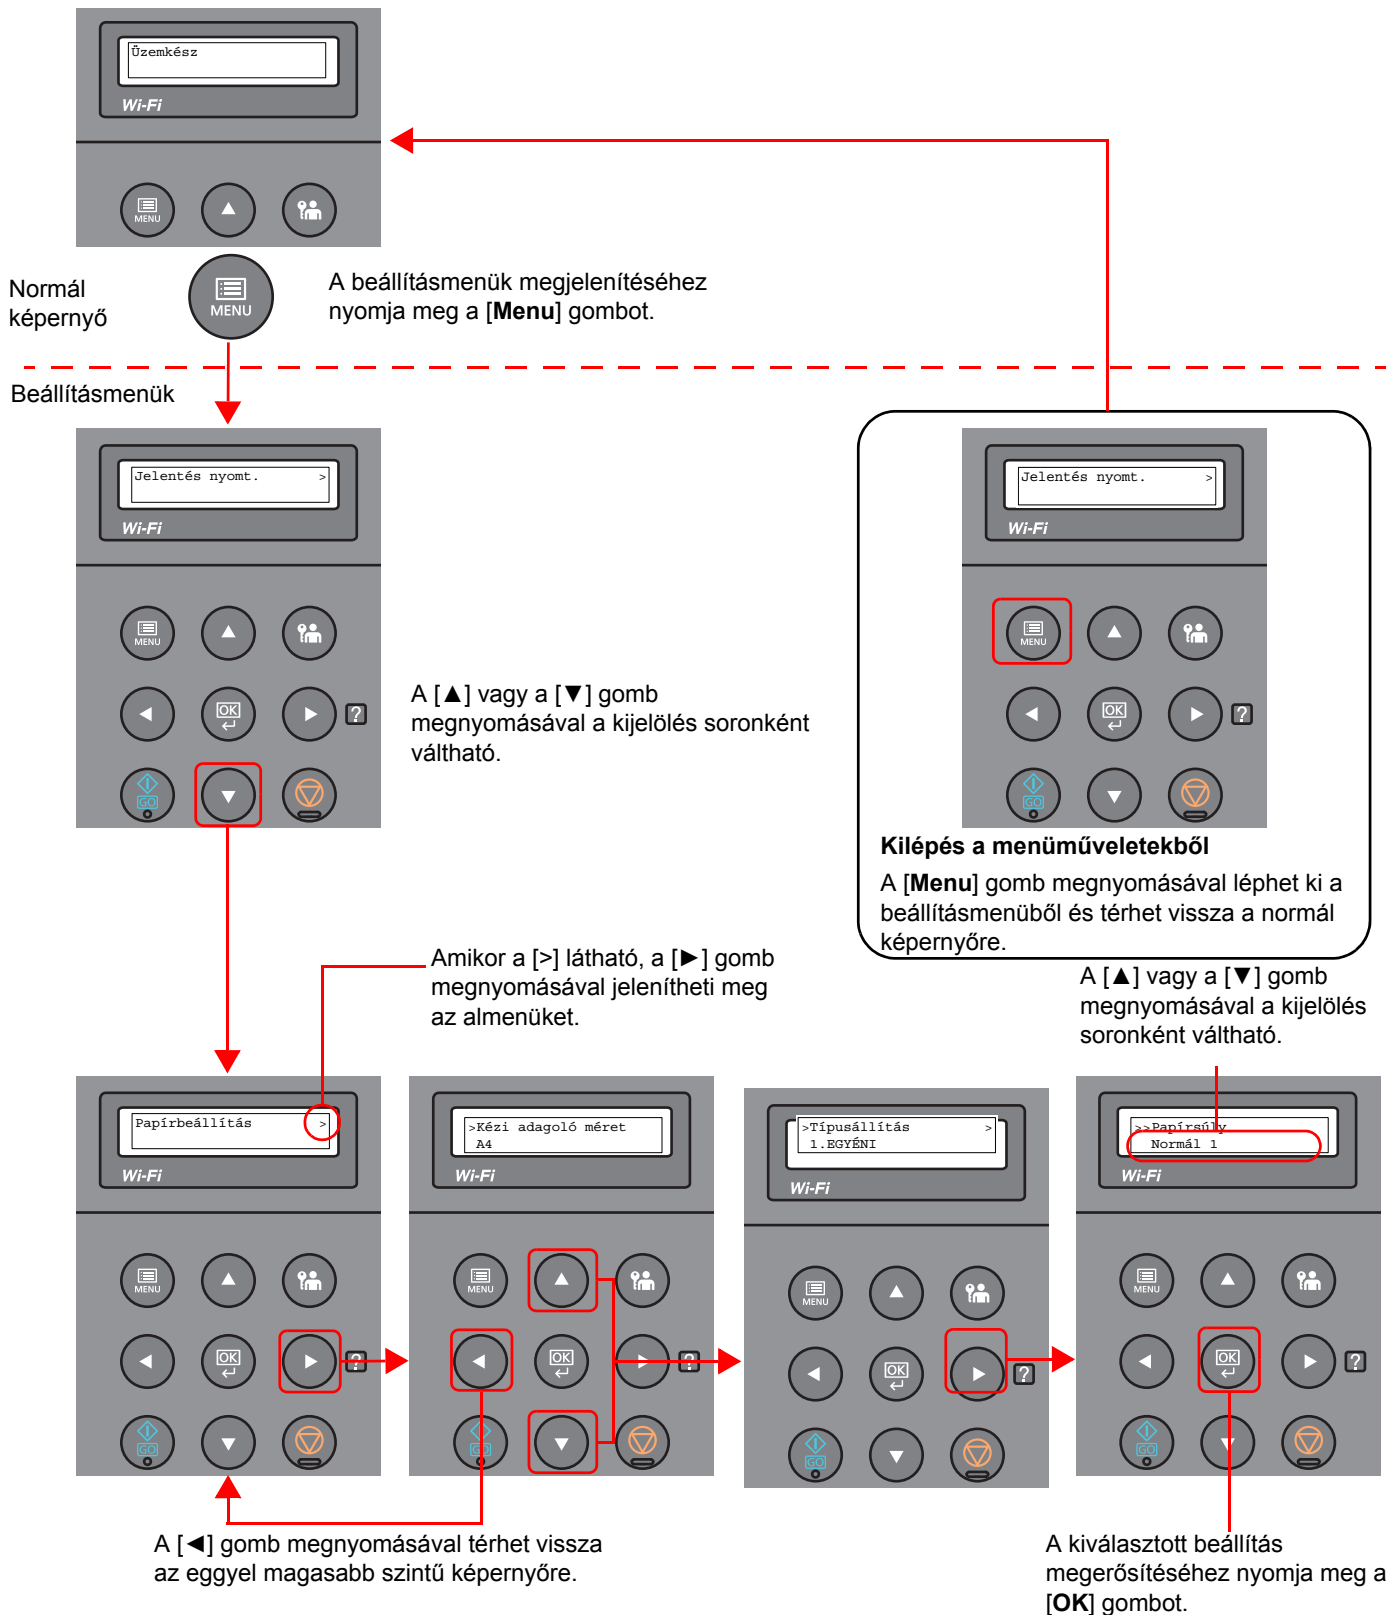 Üzemkész
Wi-Fi
MENU
Normál
képernyő
MENU
A beállításmenük megjelenítéséhez
nyomja meg a [Menu] gombot.
Beállításmenük
Jelentés nyomt. >
Wi-Fi
MENU
OK
?
GO
A [▲] vagy a [▼] gomb
megnyomásával a kijelölés soronként
váltható.
Jelentés nyomt. >
Wi-Fi
MENU
OK
?
GO
Kilépés a menüműveletekből
A [Menu] gomb megnyomásával léphet ki a
beállításmenüből és térhet vissza a normál
képernyőre.
Amikor a [>] látható, a [►] gomb
megnyomásával jelenítheti meg
az almenüket.
A [▲] vagy a [▼] gomb
megnyomásával a kijelölés
soronként váltható.
Papírbeállítás >
Wi-Fi
MENU
OK
?
GO
>Kézi adagoló méret
A4
Wi-Fi
MENU
OK
?
GO
>Típusállítás >
1.EGYÉNI
Wi-Fi
MENU
OK
?
GO
>>Papírsúly
Normál 1
Wi-Fi
MENU
OK
?
GO
A [◄] gomb megnyomásával térhet vissza
az eggyel magasabb szintű képernyőre.
A kiválasztott beállítás
megerősítéséhez nyomja meg a
[OK] gombot.